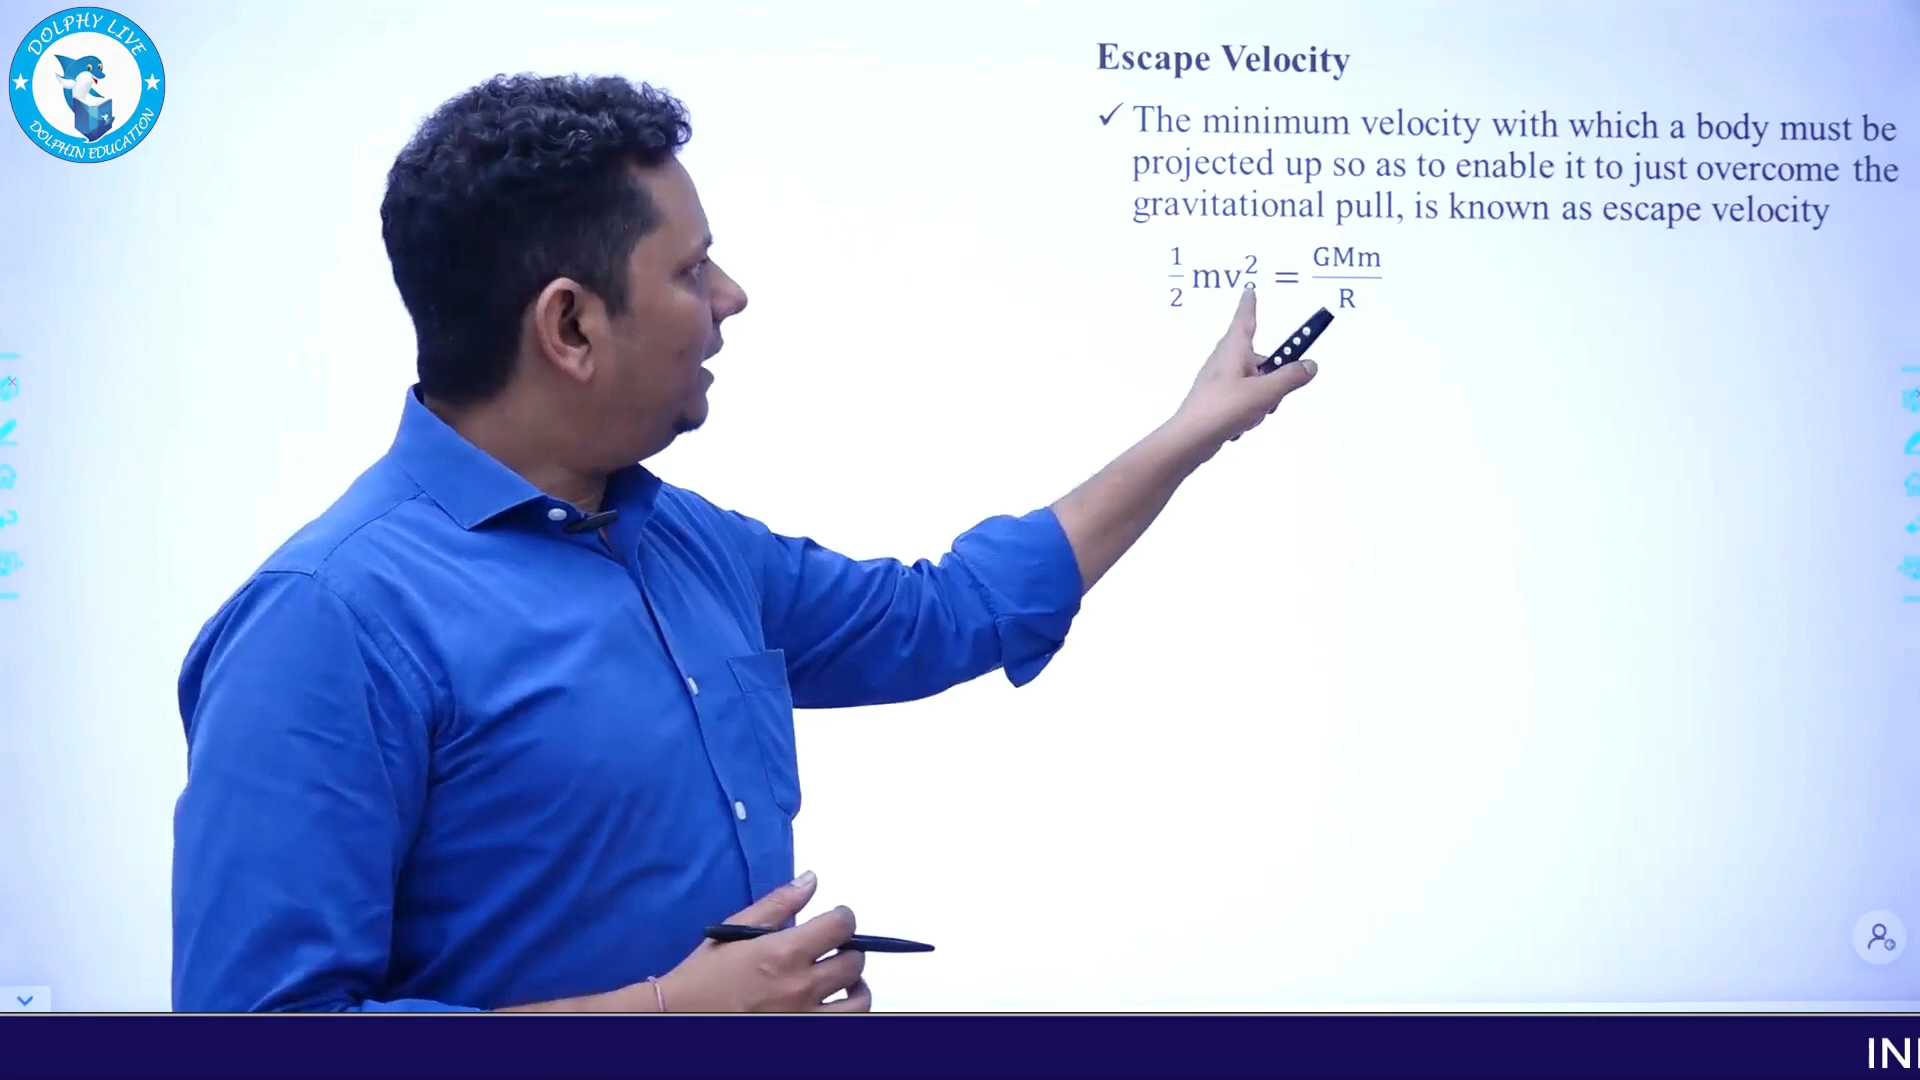 DOLPHY LIVE
DOLPHIN EDUCATION
Escape Velocity
✓ The minimum velocity with which a body must be
projected up so as to enable it to just overcome the
gravitational pull, is known as escape velocity
1/2 mv² = GMm/R